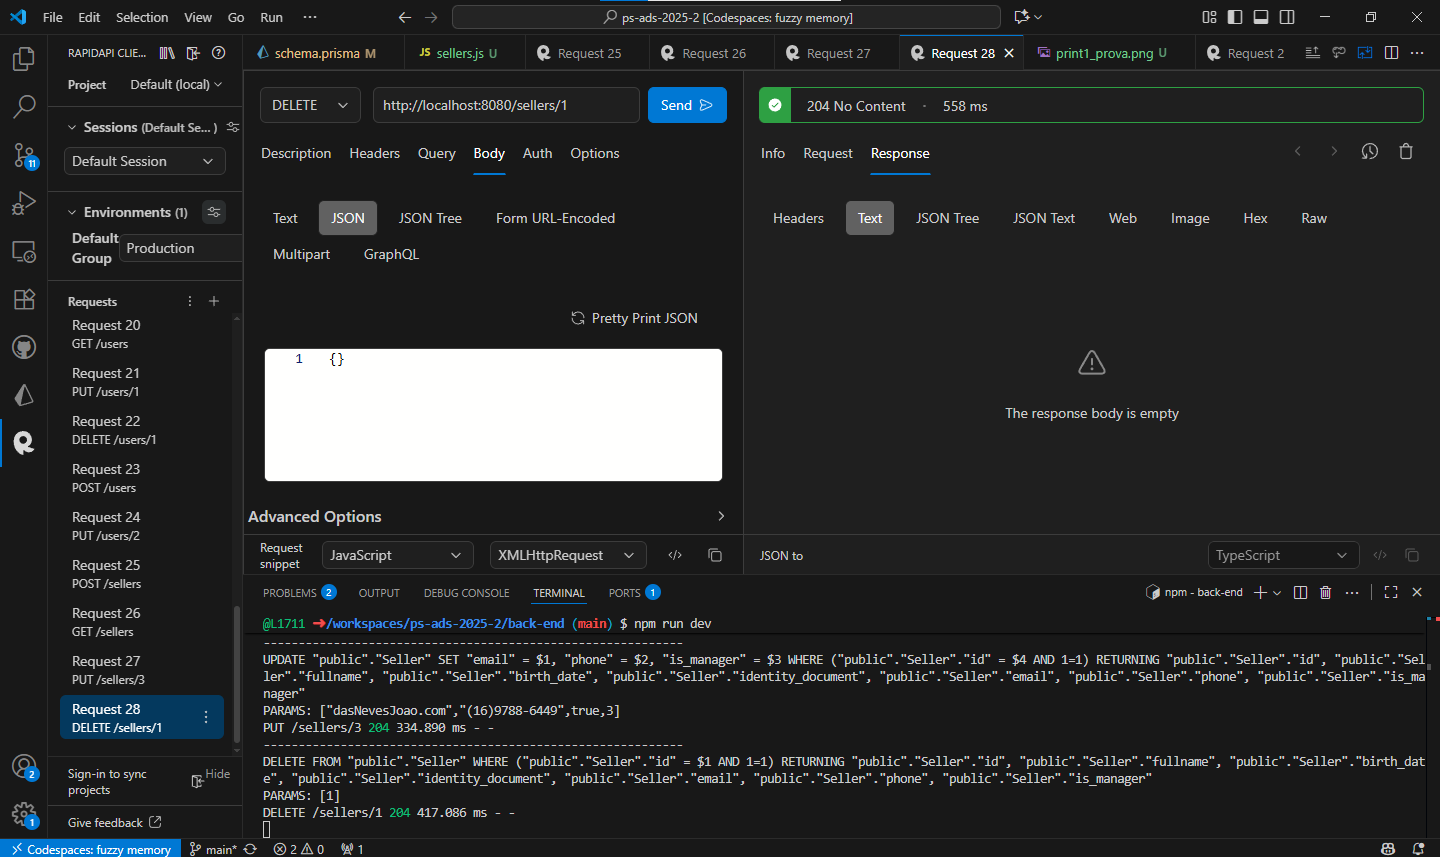 File Edit Selection View Go Run ···
ps-ads-2025-2 [Codespaces: fuzzy memory]
RAPIDAPI CLIE...
schema.prisma M
JS sellers.js U
Request 25
Request 26
Request 27
Request 28
print1_prova.png U
Request 2
Project Default (local)
Sessions (Default Se... )
Default Session
Environments (1)
Default Group
Production
Requests
Request 20
GET /users
Request 21
PUT /users/1
Request 22
DELETE /users/1
Request 23
POST /users
Request 24
PUT /users/2
Request 25
POST /sellers
Request 26
GET /sellers
Request 27
PUT /sellers/3
Request 28
DELETE /sellers/1
Sign-in to sync
projects
Hide
Give feedback
11
2
1
DELETE
http://localhost:8080/sellers/1
Send
Description Headers Query Body Auth Options
Text JSON JSON Tree Form URL-Encoded
Multipart GraphQL
Pretty Print JSON
1 {}
Advanced Options
Request
snippet
JavaScript
XMLHttpRequest
204 No Content · 558 ms
Info Request Response
Headers Text JSON Tree JSON Text Web Image Hex Raw
The response body is empty
JSON to
TypeScript
PROBLEMS 2 OUTPUT DEBUG CONSOLE TERMINAL PORTS 1
npm - back-end
@L1711 ➜/workspaces/ps-ads-2025-2/back-end (main) $ npm run dev
------------------------------------------------------------
UPDATE "public"."Seller" SET "email" = $1, "phone" = $2, "is_manager" = $3 WHERE ("public"."Seller"."id" = $4 AND 1=1) RETURNING "public"."Seller"."id", "public"."Sel
ler"."fullname", "public"."Seller"."birth_date", "public"."Seller"."identity_document", "public"."Seller"."email", "public"."Seller"."phone", "public"."Seller"."is_ma
nager"
PARAMS: ["dasNevesJoao.com","(16)9788-6449",true,3]
PUT /sellers/3 204 334.890 ms - -
------------------------------------------------------------
DELETE FROM "public"."Seller" WHERE ("public"."Seller"."id" = $1 AND 1=1) RETURNING "public"."Seller"."id", "public"."Seller"."fullname", "public"."Seller"."birth_dat
e", "public"."Seller"."identity_document", "public"."Seller"."email", "public"."Seller"."phone", "public"."Seller"."is_manager"
PARAMS: [1]
DELETE /sellers/1 204 417.086 ms - -
Codespaces: fuzzy memory
main*
2 0
1